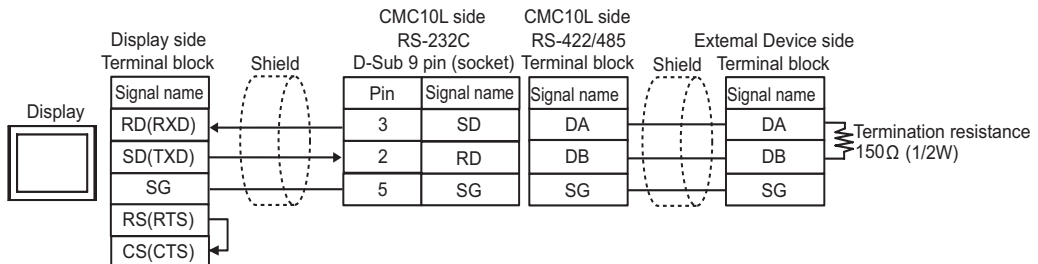 CMC10L side CMC10L side
Display side RS-232C RS-422/485 External Device side
Terminal block Shield D-Sub 9 pin (socket) Terminal block Shield Terminal block
Signal name Pin Signal name Signal name Signal name
Display
RD(RXD) 3 SD DA DA
SD(TXD) 2 RD DB DB
Termination resistance
150Ω (1/2W)
SG 5 SG SG SG
RS(RTS)
CS(CTS)